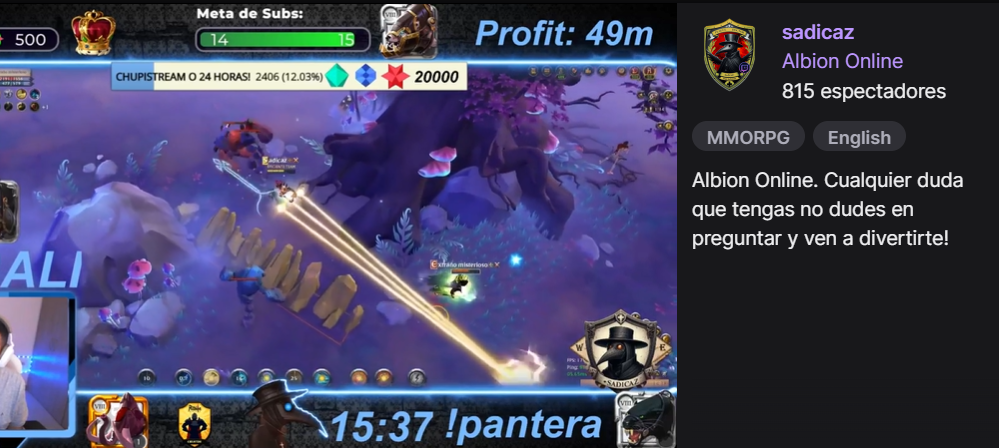 500
Meta de Subs:
14 15
Profit: 49m
CHUPISTREAM O 24 HORAS! 2406 (12.03%) 20000
ALI
SADICAZ
15:37 !pantera
sadicaz
Albion Online
815 espectadores
MMORPG English
Albion Online. Cualquier duda
que tengas no dudes en
preguntar y ven a divertirte!